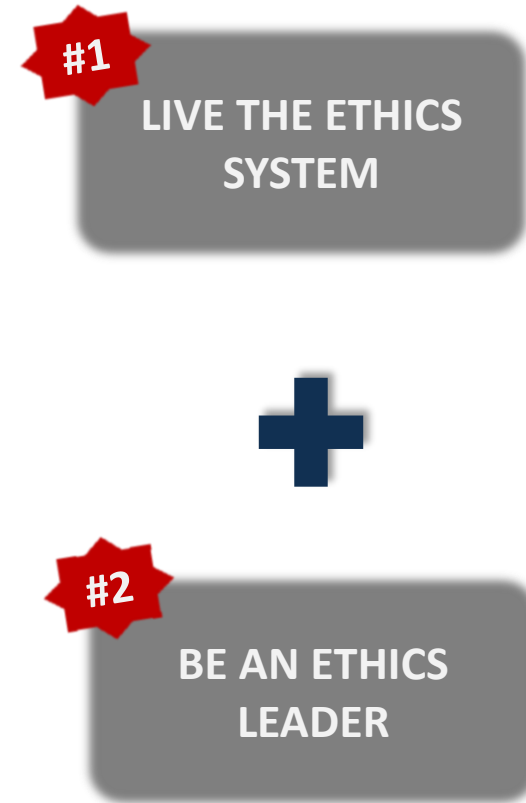 #1
LIVE THE ETHICS
SYSTEM
#2
BE AN ETHICS
LEADER